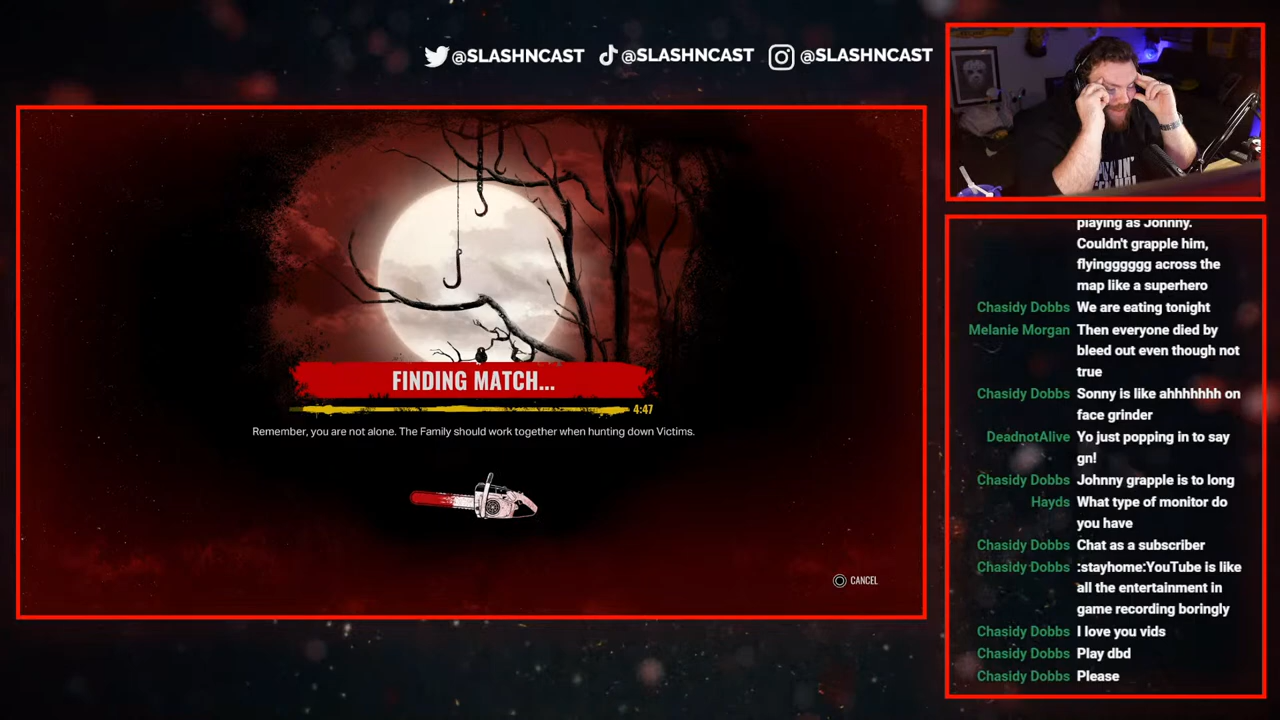 @SLASHNCAST @SLASHNCAST @SLASHNCAST
FINDING MATCH...
4:47
Remember, you are not alone. The Family should work together when hunting down Victims.
CANCEL
playing as Johnny.
Couldn't grapple him,
flyingggggg across the
map like a superhero
Chasidy Dobbs We are eating tonight
Melanie Morgan Then everyone died by
bleed out even though not
true
Chasidy Dobbs Sonny is like ahhhhhhh on
face grinder
DeadnotAlive Yo just popping in to say
gn!
Chasidy Dobbs Johnny grapple is to long
Hayds What type of monitor do
you have
Chasidy Dobbs Chat as a subscriber
Chasidy Dobbs :stayhome:YouTube is like
all the entertainment in
game recording boringly
Chasidy Dobbs I love you vids
Chasidy Dobbs Play dbd
Chasidy Dobbs Please